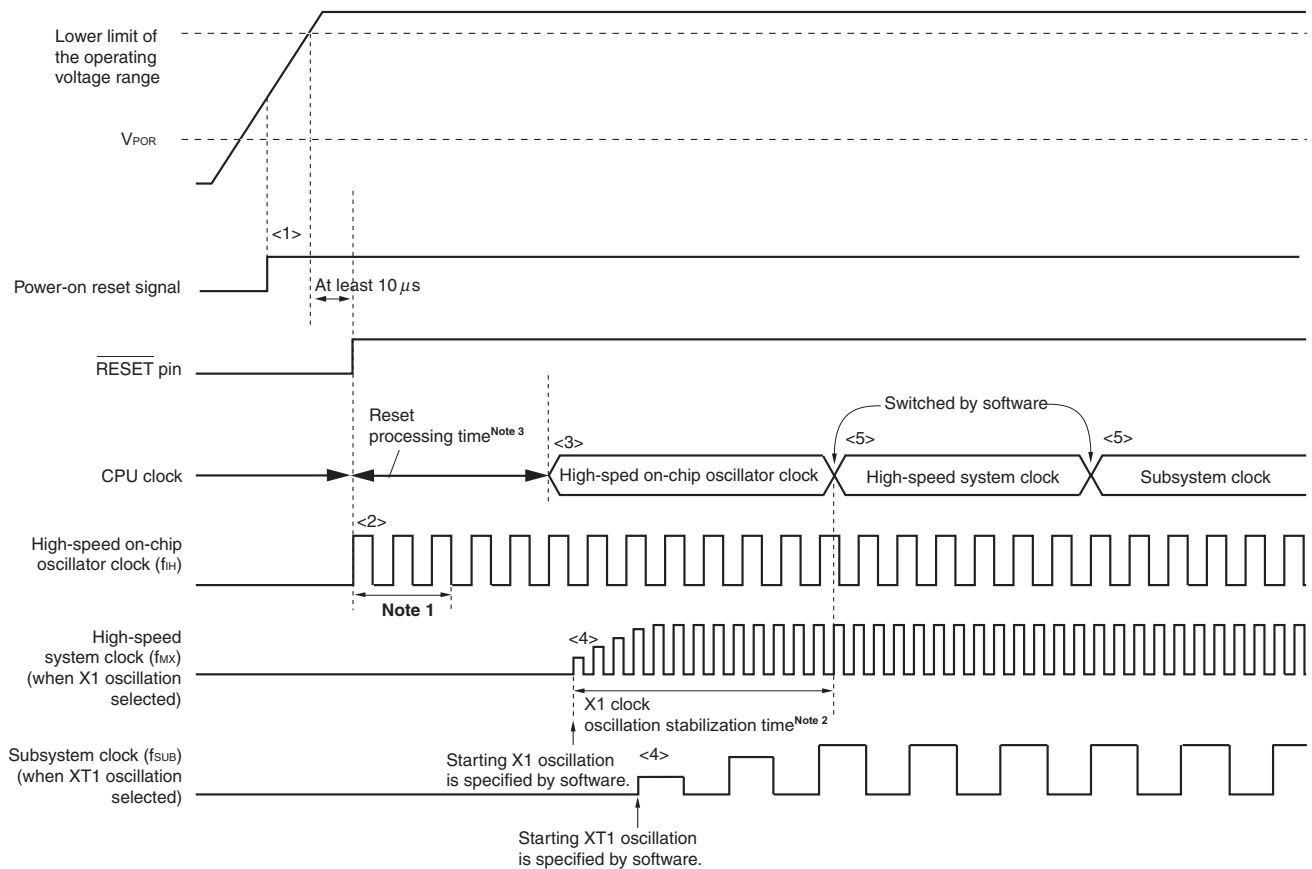 Lower limit of
the operating
voltage range
VPOR
<1>
Power-on reset signal
At least 10 μs
RESET pin
Reset
processing time Note 3
Switched by software
<3>
<5>
<5>
CPU clock
High-sped on-chip oscillator clock
High-speed system clock
Subsystem clock
<2>
High-speed on-chip
oscillator clock (fIH)
Note 1
High-speed
system clock (fMX)
(when X1 oscillation
selected)
<4>
X1 clock
oscillation stabilization time Note 2
Starting X1 oscillation
is specified by software.
Subsystem clock (fSUB)
(when XT1 oscillation
selected)
<4>
Starting XT1 oscillation
is specified by software.